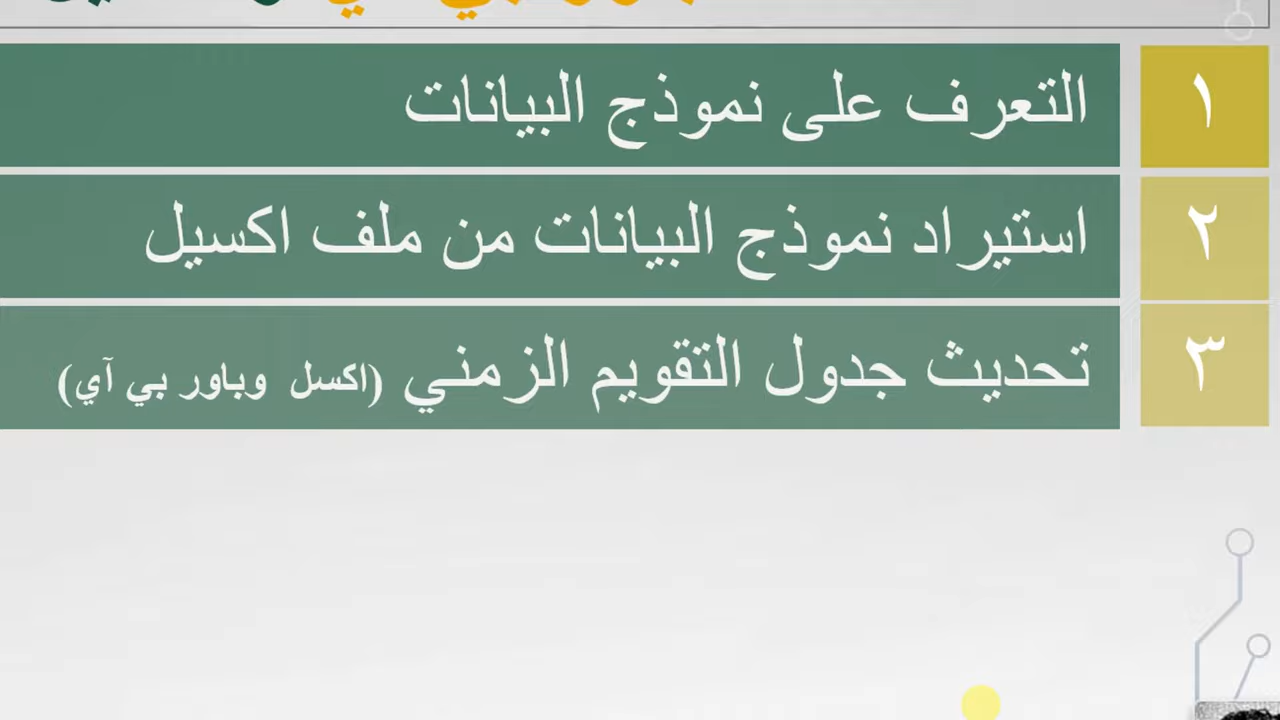 ١ التعرف على نموذج البيانات
٢ استيراد نموذج البيانات من ملف اكسيل
٣ تحديث جدول التقويم الزمني (اكسل وباور بي آي)